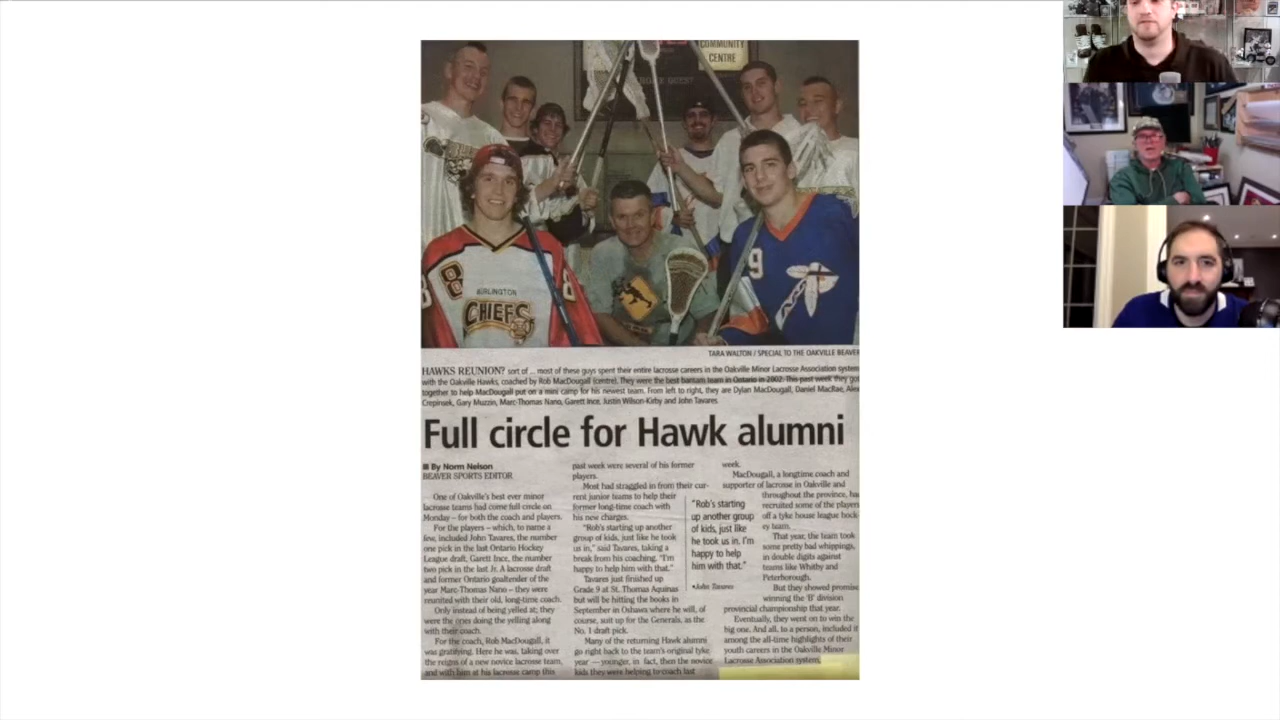 COMMUNITY
CENTRE
9
88
8
BURLINGTON
CHIEFS
TARA WALTON / SPECIAL TO THE OAKVILLE BEAVER
HAWKS REUNION? sort of ... most of these guys spent their entire lacrosse careers in the Oakville Minor Lacrosse Association system
with the Oakville Hawks, coached by Rob MacDougall (centre). They were the best bantam team in Ontario in 2002. This past week they got
together to help MacDougall put on a mini camp for his newest team. From left to right, they are Dylan MacDougall, Daniel MacRae, Alex
Crepinsek, Gary Muzzin, Marc-Thomas Nano, Garett Ince, Justin Wilson-Kirby and John Tavares.
Full circle for Hawk alumni
■ By Norm Nelson
BEAVER SPORTS EDITOR
One of Oakville's best ever minor
lacrosse teams had come full circle on
Monday – for both the coach and players.
For the players – which, to name a
few, included John Tavares, the number
one pick in the last Ontario Hockey
League draft, Garett Ince, the number
two pick in the last Jr. A lacrosse draft
and former Ontario goaltender of the
year Marc-Thomas Nano – they were
reunited with their old, long-time coach.
Only instead of being yelled at; they
were the ones doing the yelling along
with their coach.
For the coach, Rob MacDougall, it
was gratifying. Here he was, taking over
the reigns of a new novice lacrosse team,
and with him at his lacrosse camp this
past week were several of his former
players.
Most had straggled in from their cur-
rent junior teams to help their
former long-time coach with
his new charges.
"Rob's starting up another
group of kids, just like he took
us in," said Tavares, taking a
break from his coaching. "I'm
happy to help him with that."
Tavares just finished up
Grade 9 at St. Thomas Aquinas
but will be hitting the books in
September in Oshawa where he will, of
course, suit up for the Generals, as the
No. 1 draft pick.
Many of the returning Hawk alumni
go right back to the team's original tyke
year — younger, in fact, then the novice
kids they were helping to coach last
week.
"Rob's starting
up another group
of kids, just like
he took us in. I'm
happy to help
him with that."
•John Tavares
MacDougall, a longtime coach and
supporter of lacrosse in Oakville and
throughout the province, had
recruited some of the players
off a tyke house league hock-
ey team.
That year, the team took
some pretty bad whippings,
in double digits against
teams like Whitby and
Peterborough.
But they showed promise
winning the 'B' division
provincial championship that year.
Eventually, they went on to win the
big one. And all, to a person, included it
among the all-time highlights of their
youth careers in the Oakville Minor
Lacrosse Association system.